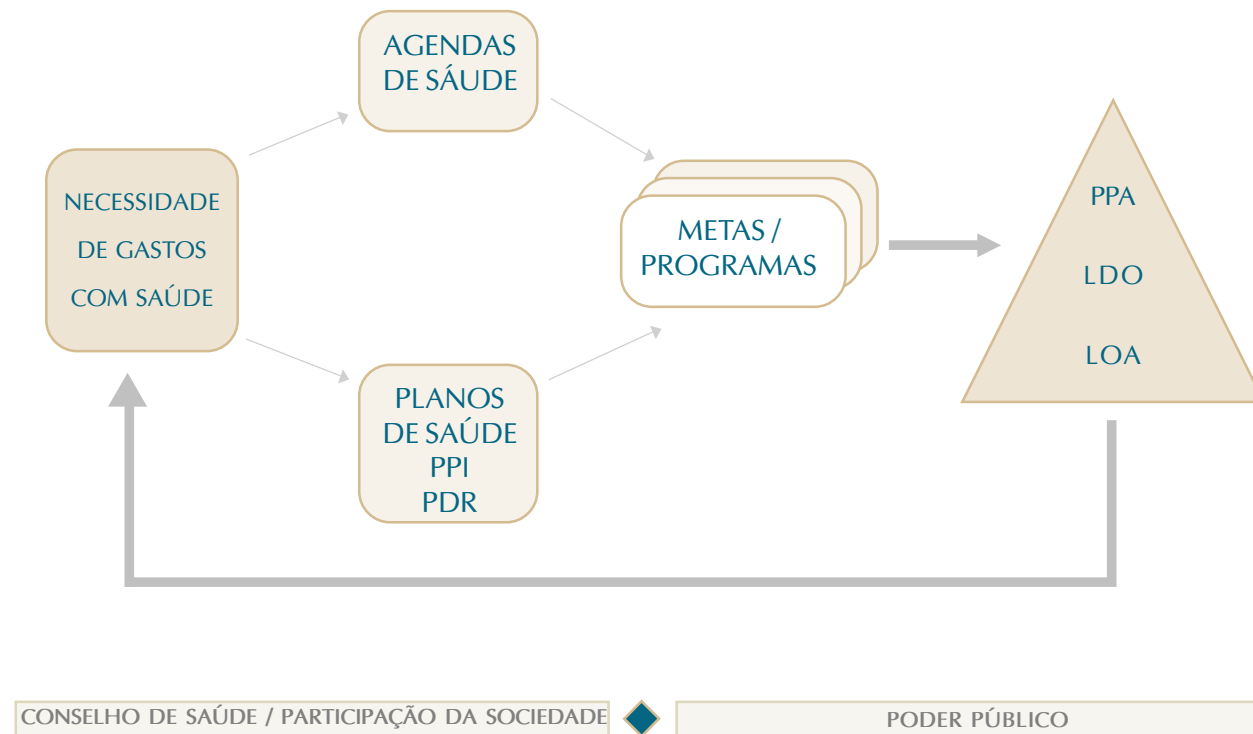 AGENDAS
DE SÁUDE
NECESSIDADE
DE GASTOS
COM SAÚDE
METAS /
PROGRAMAS
PPA
LDO
LOA
PLANOS
DE SAÚDE
PPI
PDR
CONSELHO DE SAÚDE / PARTICIPAÇÃO DA SOCIEDADE
PODER PÚBLICO